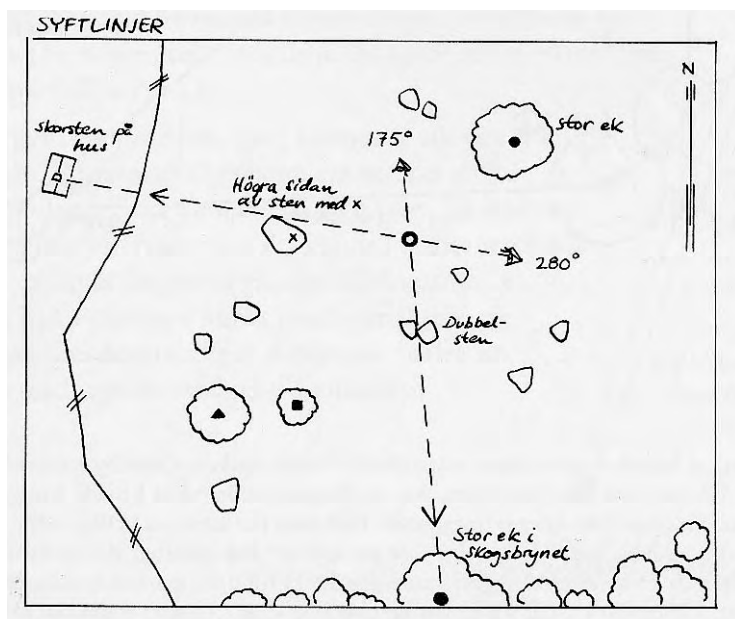 SYFTLINJER
N
stor ek
175°
skorsten på
hus
Högra sidan
av sten med x
x
280°
Dubbel-
sten
Stor ek i
skogsbrynet